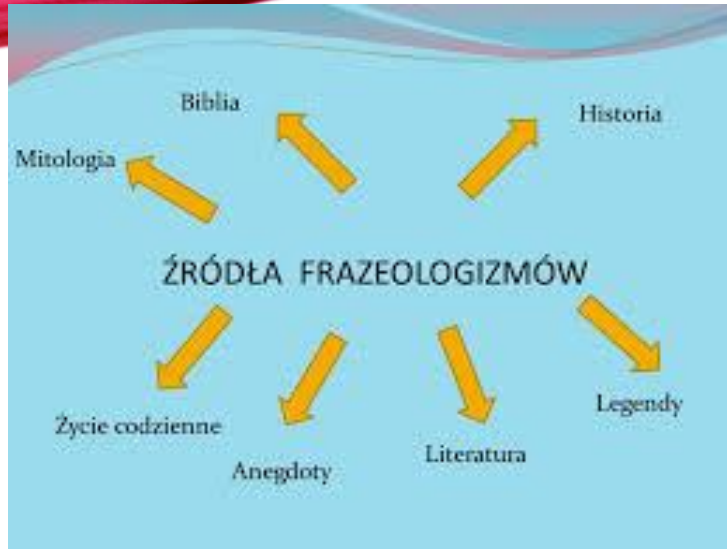 Biblia
Historia
Mitologia
ŹRÓDŁA FRAZEOLOGIZMÓW
Życie codzienne
Anegdoty
Literatura
Legendy